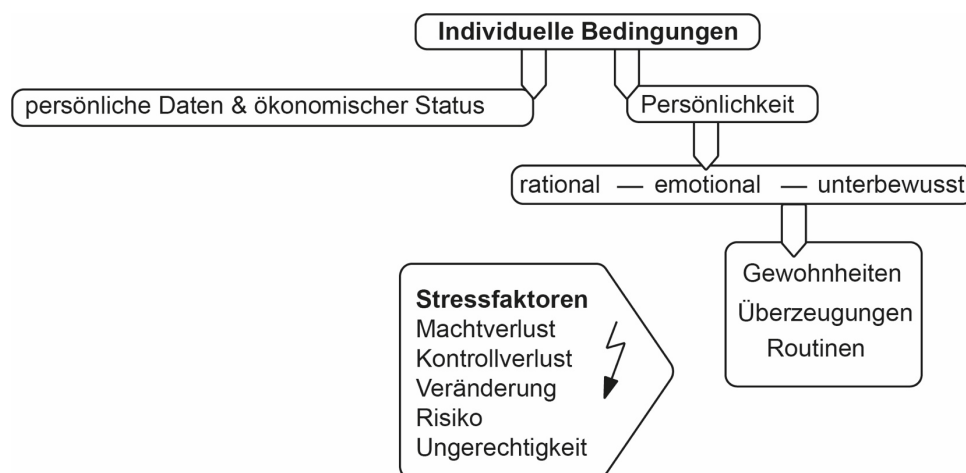 Individuelle Bedingungen
persönliche Daten & ökonomischer Status
Persönlichkeit
rational — emotional — unterbewusst
Gewohnheiten
Überzeugungen
Routinen
Stressfaktoren
Machtverlust
Kontrollverlust
Veränderung
Risiko
Ungerechtigkeit